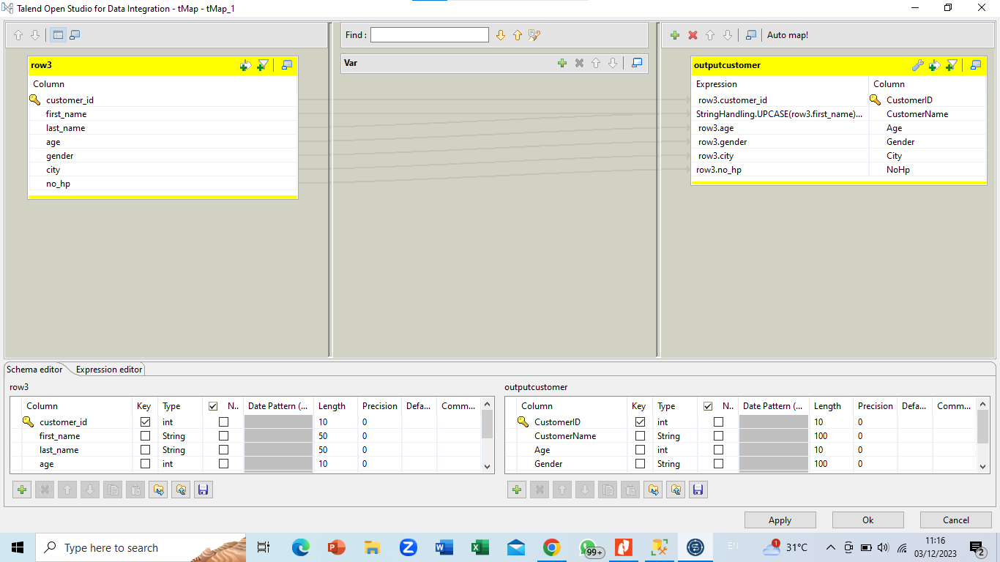 Talend Open Studio for Data Integration - tMap - tMap_1
Find :
Auto map!
row3
Column
customer_id
first_name
last_name
age
gender
city
no_hp
Var
outputcustomer
Expression Column
row3.customer_id CustomerID
StringHandling.UPCASE(row3.first_name)... CustomerName
row3.age Age
row3.gender Gender
row3.city City
row3.no_hp NoHp
Schema editor Expression editor
row3
Column Key Type N.. Date Pattern (... Length Precision Defa... Comm...
customer_id int 10 0
first_name String 50 0
last_name String 50 0
age int 10 0
outputcustomer
Column Key Type N.. Date Pattern (... Length Precision Defa... Comm...
CustomerID int 10 0
CustomerName String 100 0
Age int 10 0
Gender String 100 0
Apply Ok Cancel
Type here to search
99+
EN
1
31°C
11:16
03/12/2023
2